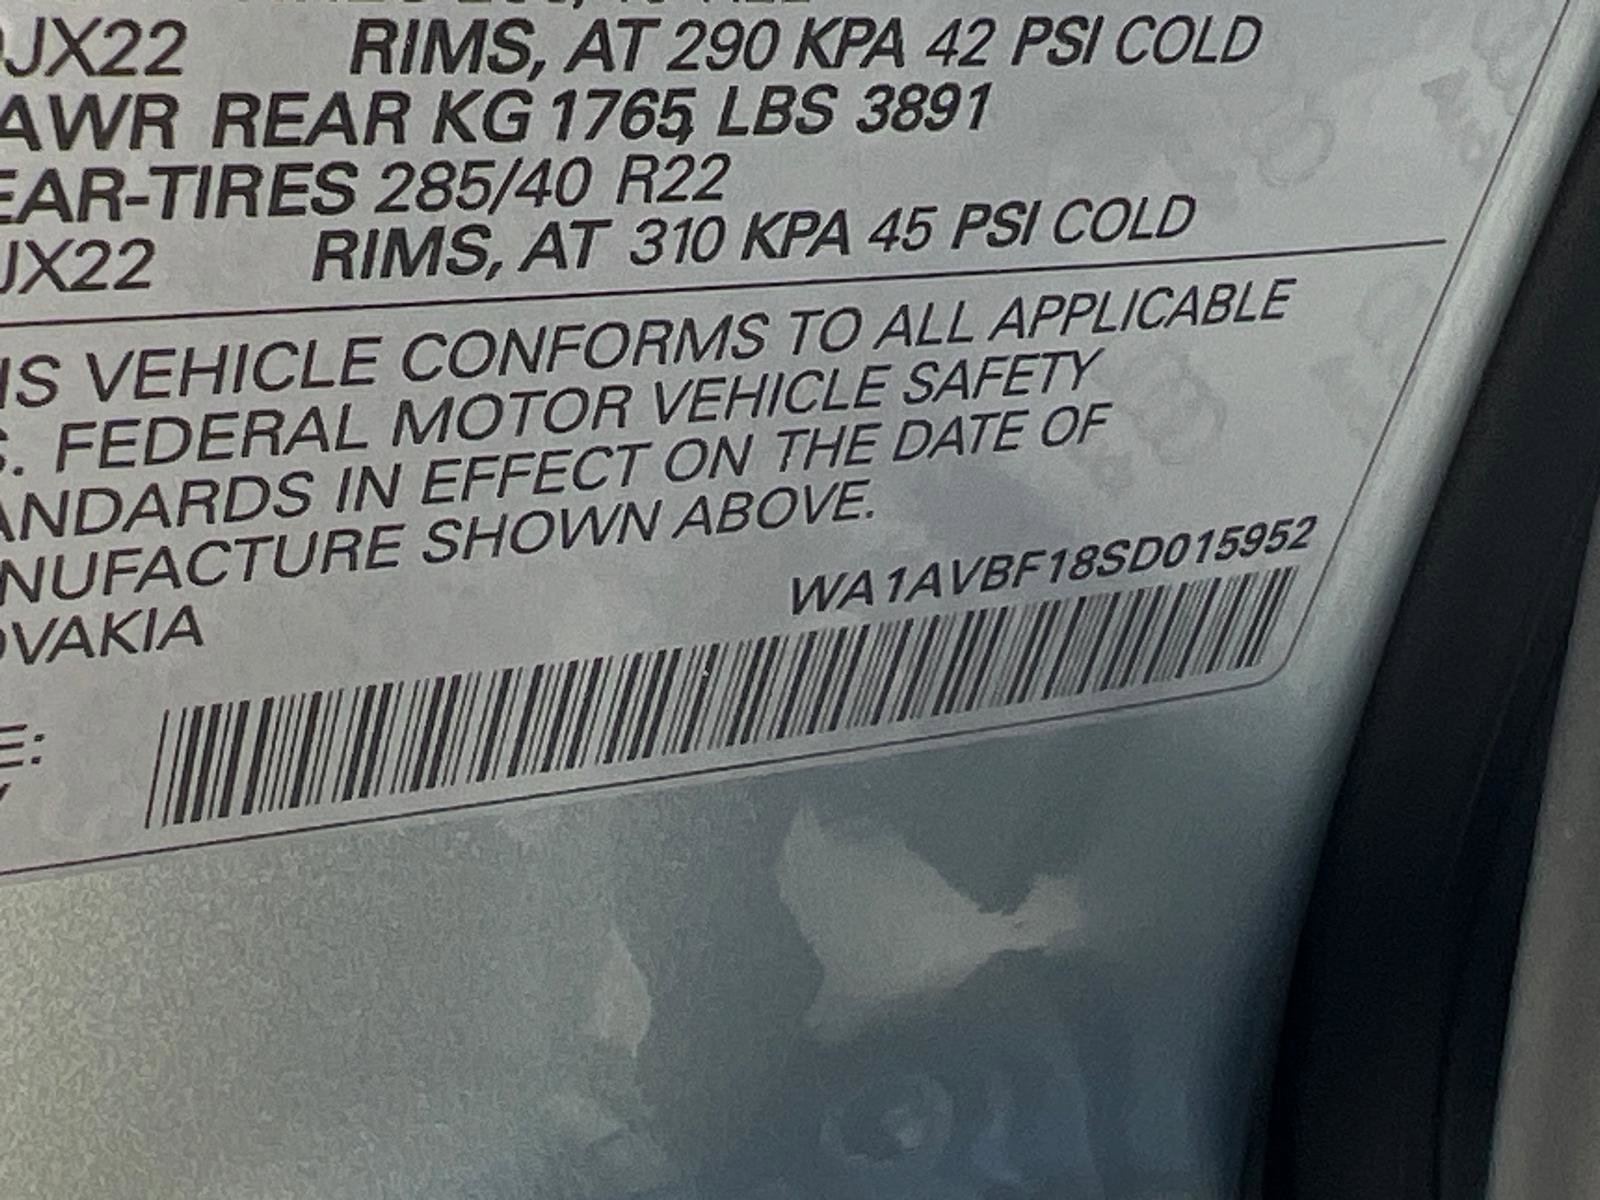 JX22 RIMS, AT 290 KPA 42 PSI COLD
AWR REAR KG 1765, LBS 3891
EAR-TIRES 285/40 R22
JX22 RIMS, AT 310 KPA 45 PSI COLD
IS VEHICLE CONFORMS TO ALL APPLICABLE
S. FEDERAL MOTOR VEHICLE SAFETY
ANDARDS IN EFFECT ON THE DATE OF
NUFACTURE SHOWN ABOVE.
WA1AVBF18SD015952
OVAKIA
E: